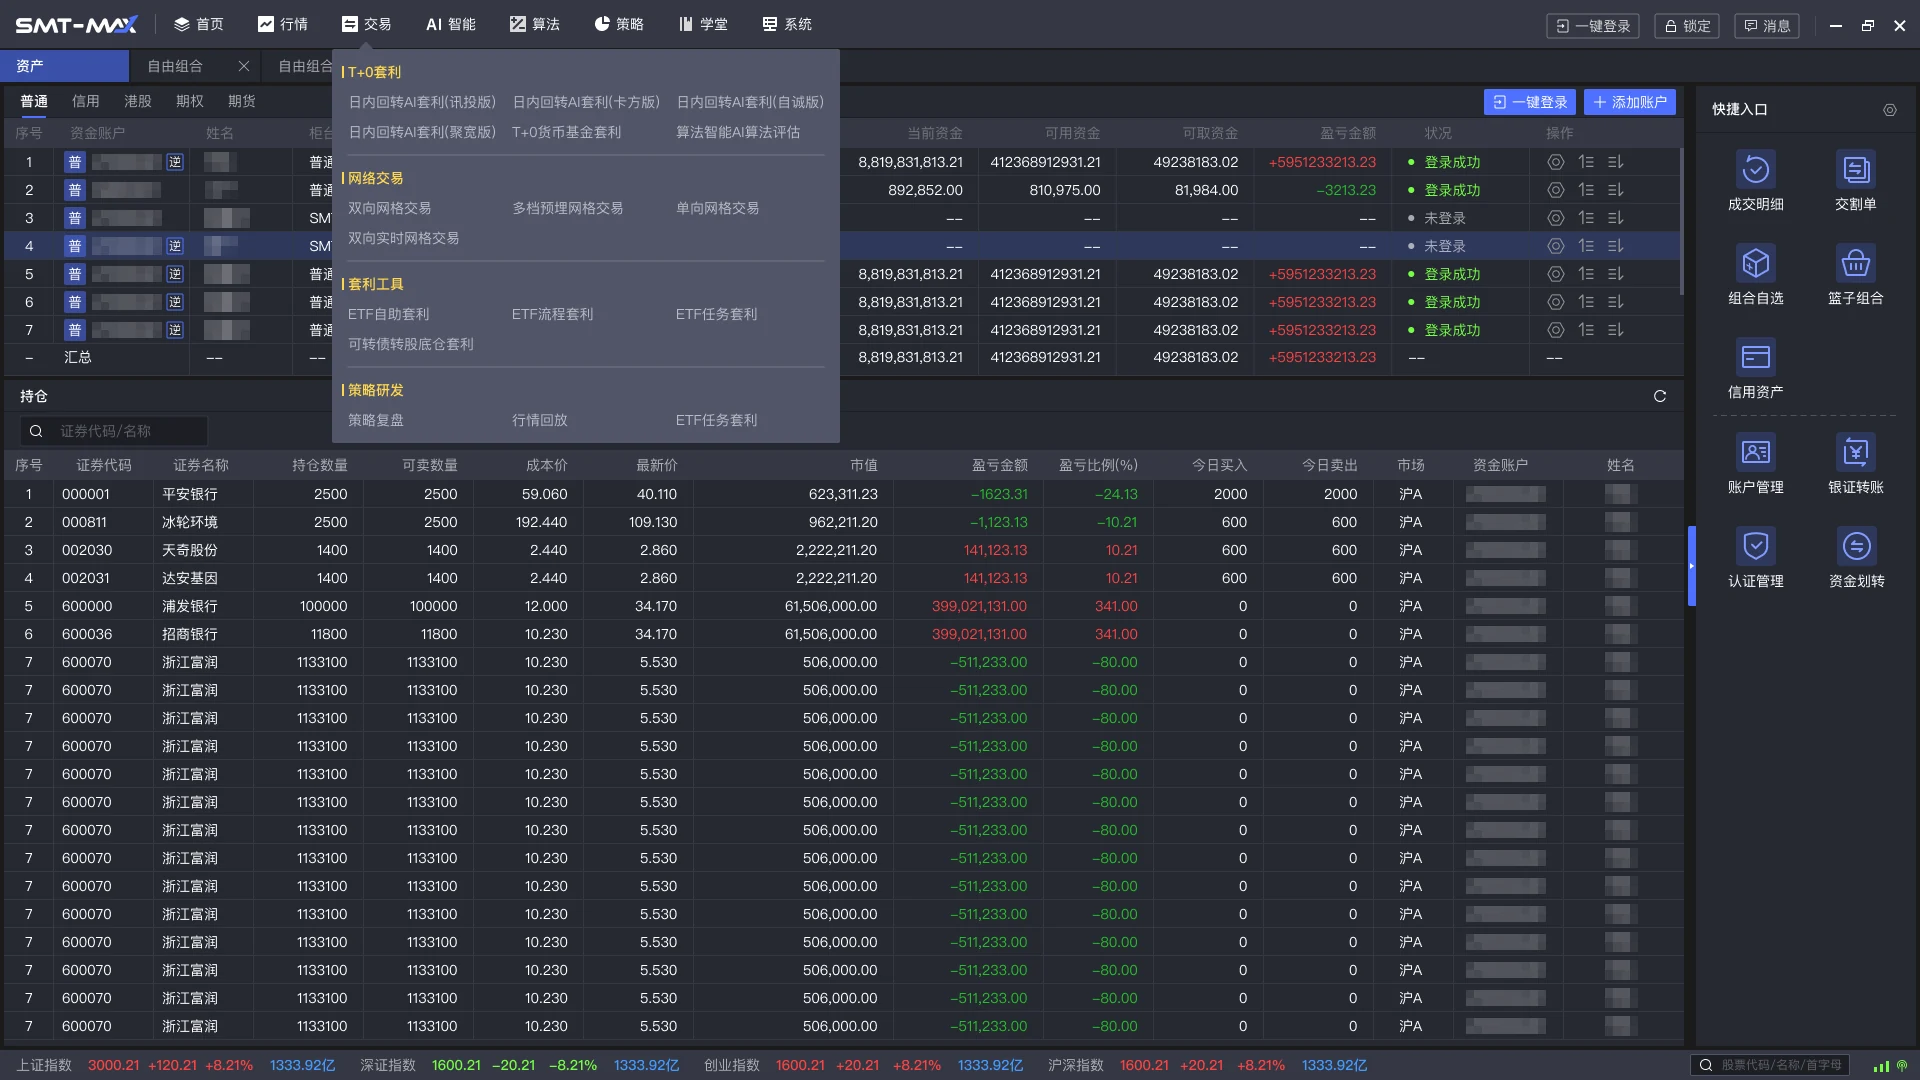 SMT-MAX 首页 行情 交易 AI 智能 算法 策略 学堂 系统 一键登录 锁定 消息
资产 自由组合 自由组合
普通 信用 港股 期权 期货 一键登录 添加账户
序号 资金账户 姓名 柜台 当前资金 可用资金 可取资金 盈亏金额 状况 操作
1 普 逆 普通 8,819,831,813.21 412368912931.21 49238183.02 +5951233213.23 登录成功
2 普 普通 892,852.00 810,975.00 81,984.00 −3213.23 登录成功
3 普 SMT -- -- -- -- 未登录
4 普 逆 SMT -- -- -- -- 未登录
5 普 逆 普通 8,819,831,813.21 412368912931.21 49238183.02 +5951233213.23 登录成功
6 普 逆 普通 8,819,831,813.21 412368912931.21 49238183.02 +5951233213.23 登录成功
7 普 逆 普通 8,819,831,813.21 412368912931.21 49238183.02 +5951233213.23 登录成功
– 汇总 -- -- 8,819,831,813.21 412368912931.21 49238183.02 +5951233213.23 -- --
T+0套利
日内回转AI套利(讯投版) 日内回转AI套利(卡方版) 日内回转AI套利(自诚版)
日内回转AI套利(聚宽版) T+0货币基金套利 算法智能AI算法评估
网络交易
双向网格交易 多档预埋网格交易 单向网格交易
双向实时网格交易
套利工具
ETF自助套利 ETF流程套利 ETF任务套利
可转债转股底仓套利
策略研发
策略复盘 行情回放 ETF任务套利
持仓
证券代码/名称
序号 证券代码 证券名称 持仓数量 可卖数量 成本价 最新价 市值 盈亏金额 盈亏比例(%) 今日买入 今日卖出 市场 资金账户 姓名
1 000001 平安银行 2500 2500 59.060 40.110 623,311.23 −1623.31 −24.13 2000 2000 沪A
2 000811 冰轮环境 2500 2500 192.440 109.130 962,211.20 −1,123.13 −10.21 600 600 沪A
3 002030 天奇股份 1400 1400 2.440 2.860 2,222,211.20 141,123.13 10.21 600 600 沪A
4 002031 达安基因 1400 1400 2.440 2.860 2,222,211.20 141,123.13 10.21 600 600 沪A
5 600000 浦发银行 100000 100000 12.000 34.170 61,506,000.00 399,021,131.00 341.00 0 0 沪A
6 600036 招商银行 11800 11800 10.230 34.170 61,506,000.00 399,021,131.00 341.00 0 0 沪A
7 600070 浙江富润 1133100 1133100 10.230 5.530 506,000.00 −511,233.00 −80.00 0 0 沪A
7 600070 浙江富润 1133100 1133100 10.230 5.530 506,000.00 −511,233.00 −80.00 0 0 沪A
7 600070 浙江富润 1133100 1133100 10.230 5.530 506,000.00 −511,233.00 −80.00 0 0 沪A
7 600070 浙江富润 1133100 1133100 10.230 5.530 506,000.00 −511,233.00 −80.00 0 0 沪A
7 600070 浙江富润 1133100 1133100 10.230 5.530 506,000.00 −511,233.00 −80.00 0 0 沪A
7 600070 浙江富润 1133100 1133100 10.230 5.530 506,000.00 −511,233.00 −80.00 0 0 沪A
7 600070 浙江富润 1133100 1133100 10.230 5.530 506,000.00 −511,233.00 −80.00 0 0 沪A
7 600070 浙江富润 1133100 1133100 10.230 5.530 506,000.00 −511,233.00 −80.00 0 0 沪A
7 600070 浙江富润 1133100 1133100 10.230 5.530 506,000.00 −511,233.00 −80.00 0 0 沪A
7 600070 浙江富润 1133100 1133100 10.230 5.530 506,000.00 −511,233.00 −80.00 0 0 沪A
7 600070 浙江富润 1133100 1133100 10.230 5.530 506,000.00 −511,233.00 −80.00 0 0 沪A
7 600070 浙江富润 1133100 1133100 10.230 5.530 506,000.00 −511,233.00 −80.00 0 0 沪A
7 600070 浙江富润 1133100 1133100 10.230 5.530 506,000.00 −511,233.00 −80.00 0 0 沪A
7 600070 浙江富润 1133100 1133100 10.230 5.530 506,000.00 −511,233.00 −80.00 0 0 沪A
快捷入口
成交明细 交割单
组合自选 篮子组合
信用资产
账户管理 银证转账
认证管理 资金划转
上证指数 3000.21 +120.21 +8.21% 1333.92亿 深证指数 1600.21 −20.21 −8.21% 1333.92亿 创业指数 1600.21 +20.21 +8.21% 1333.92亿 沪深指数 1600.21 +20.21 +8.21% 1333.92亿 股票代码/名称/首字母